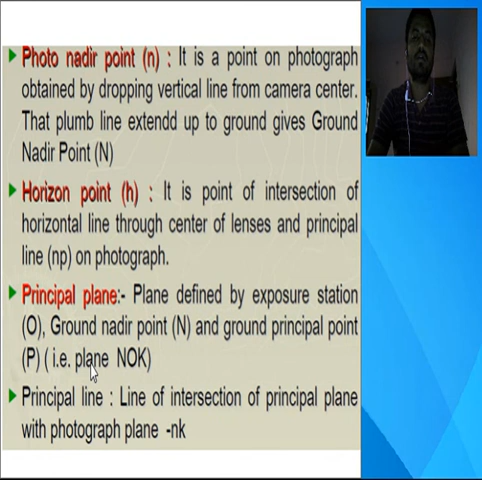 Photo nadir point (n) : It is a point on photograph
obtained by dropping vertical line from camera center.
That plumb line extendd up to ground gives Ground
Nadir Point (N)
Horizon point (h) : It is point of intersection of
horizontal line through center of lenses and principal
line (np) on photograph.
Principal plane:- Plane defined by exposure station
(O), Ground nadir point (N) and ground principal point
(P) ( i.e. plane NOK)
Principal line : Line of intersection of principal plane
with photograph plane -nk